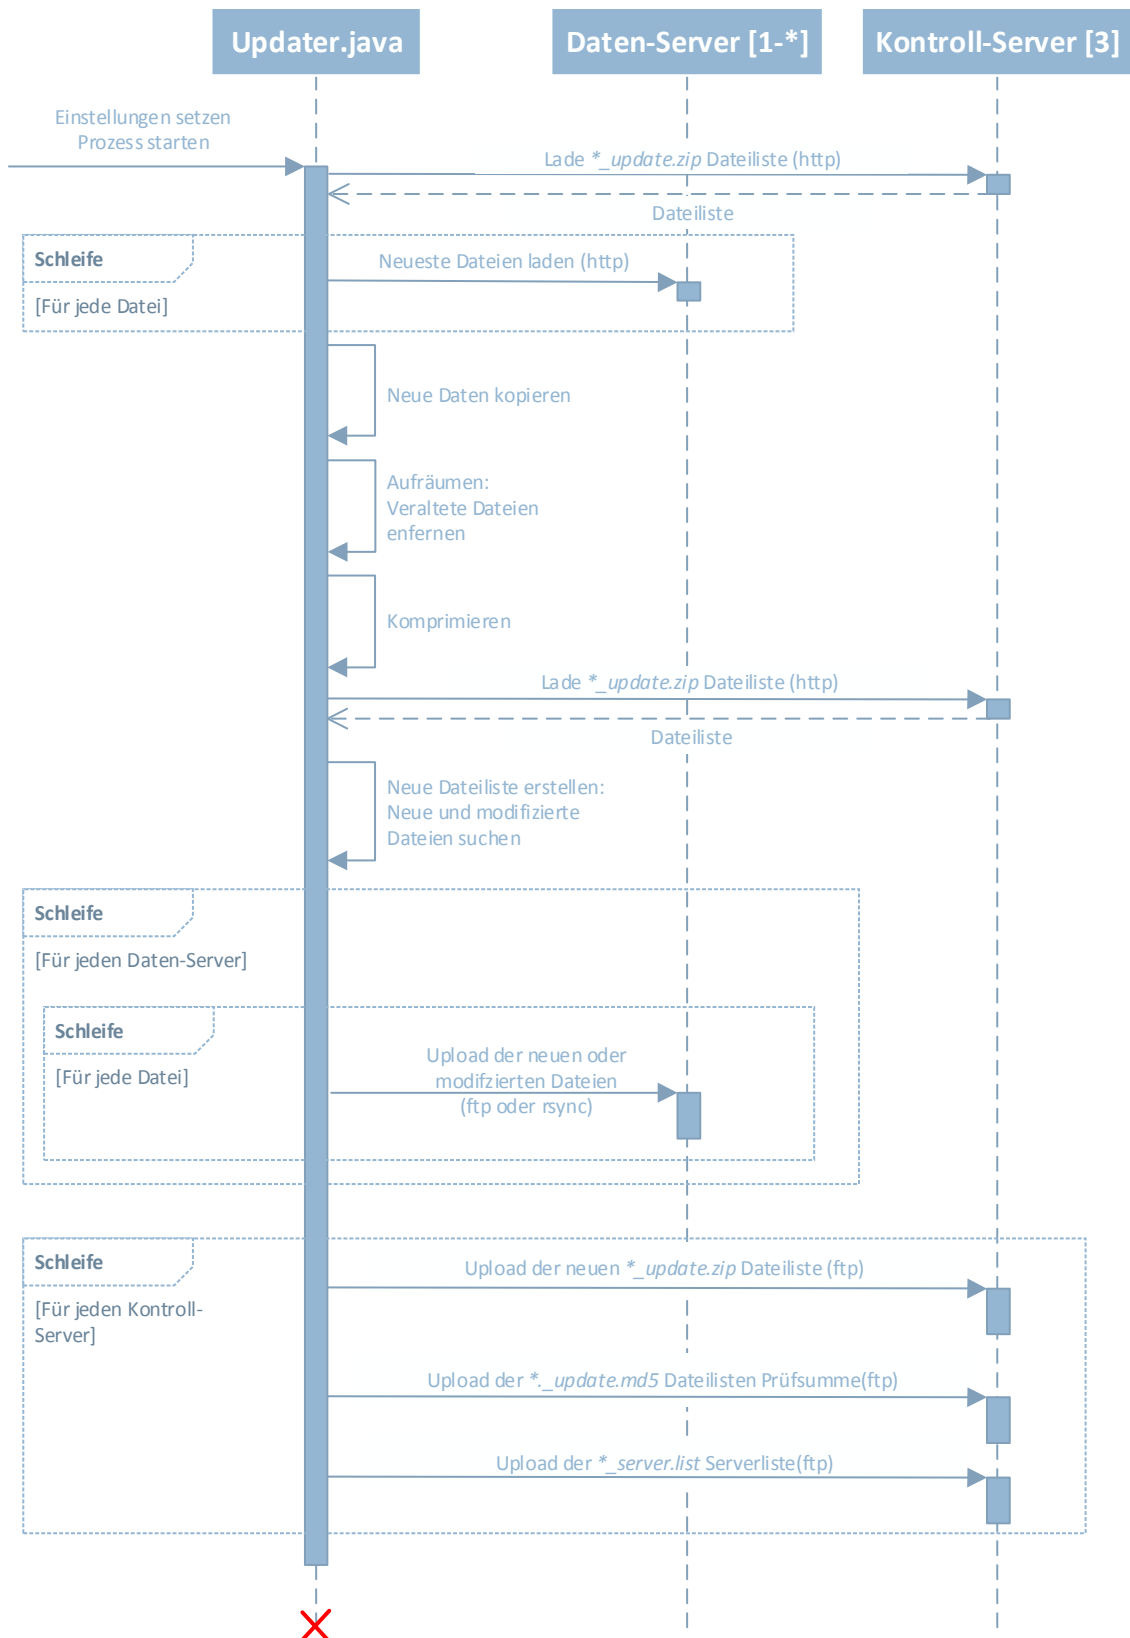 Updater.java
Daten-Server [1-*]
Kontroll-Server [3]
Einstellungen setzen
Prozess starten
Lade *_update.zip Dateiliste (http)
Dateiliste
Schleife
Neueste Dateien laden (http)
[Für jede Datei]
Neue Daten kopieren
Aufräumen:
Veraltete Dateien
enfernen
Komprimieren
Lade *_update.zip Dateiliste (http)
Dateiliste
Neue Dateiliste erstellen:
Neue und modifizierte
Dateien suchen
Schleife
[Für jeden Daten-Server]
Schleife
[Für jede Datei]
Upload der neuen oder
modifzierten Dateien
(ftp oder rsync)
Schleife
[Für jeden Kontroll-
Server]
Upload der neuen *_update.zip Dateiliste (ftp)
Upload der *._update.md5 Dateilisten Prüfsumme(ftp)
Upload der *_server.list Serverliste(ftp)